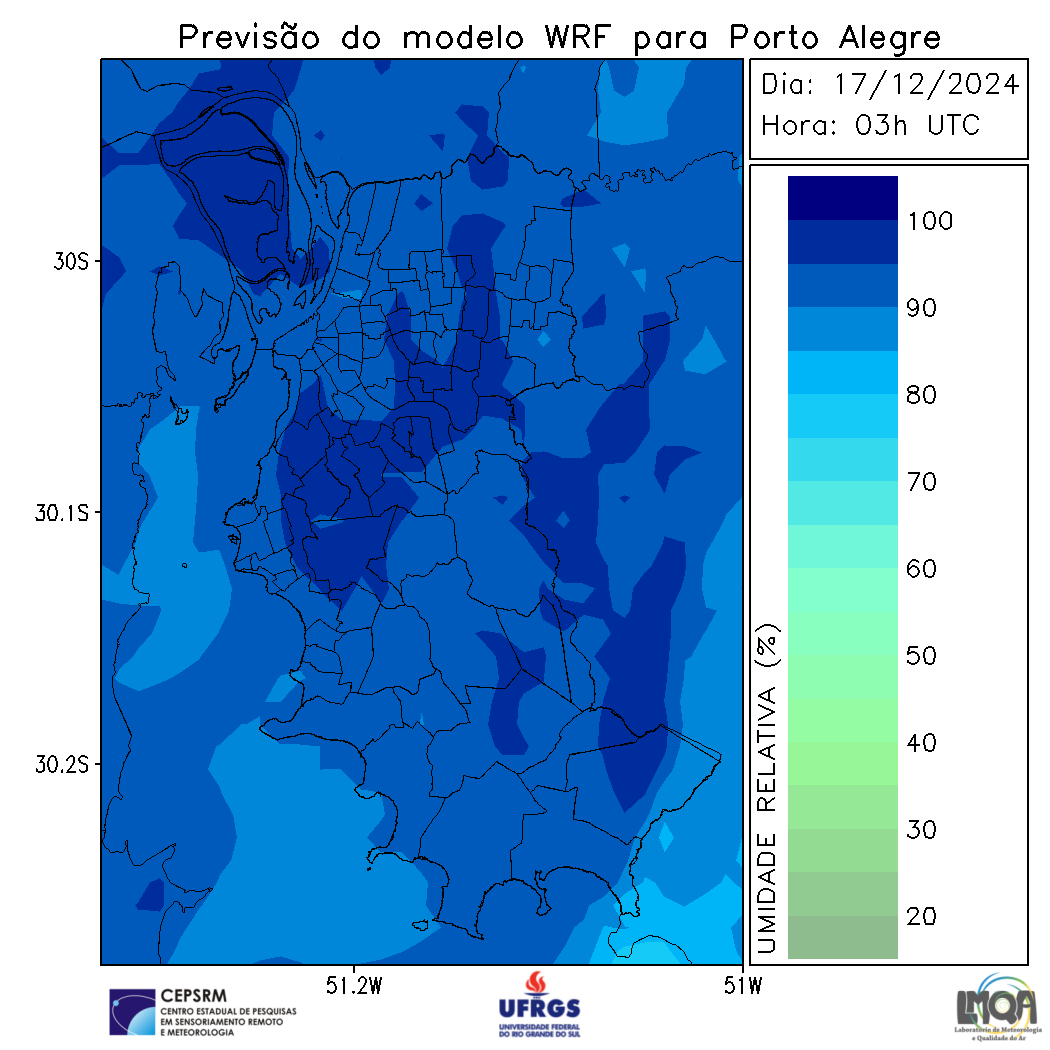 Previsão do modelo WRF para Porto Alegre
Dia: 17/12/2024
Hora: 03h UTC
30S
30.1S
30.2S
51.2W
51W
100
90
80
70
60
50
40
30
20
UMIDADE RELATIVA (%)
CEPSRM
CENTRO ESTADUAL DE PESQUISAS
EM SENSORIAMENTO REMOTO
E METEOROLOGIA
UFRGS
UNIVERSIDADE FEDERAL
DO RIO GRANDE DO SUL
LMQA
Laboratório de Meteorologia
e Qualidade do Ar